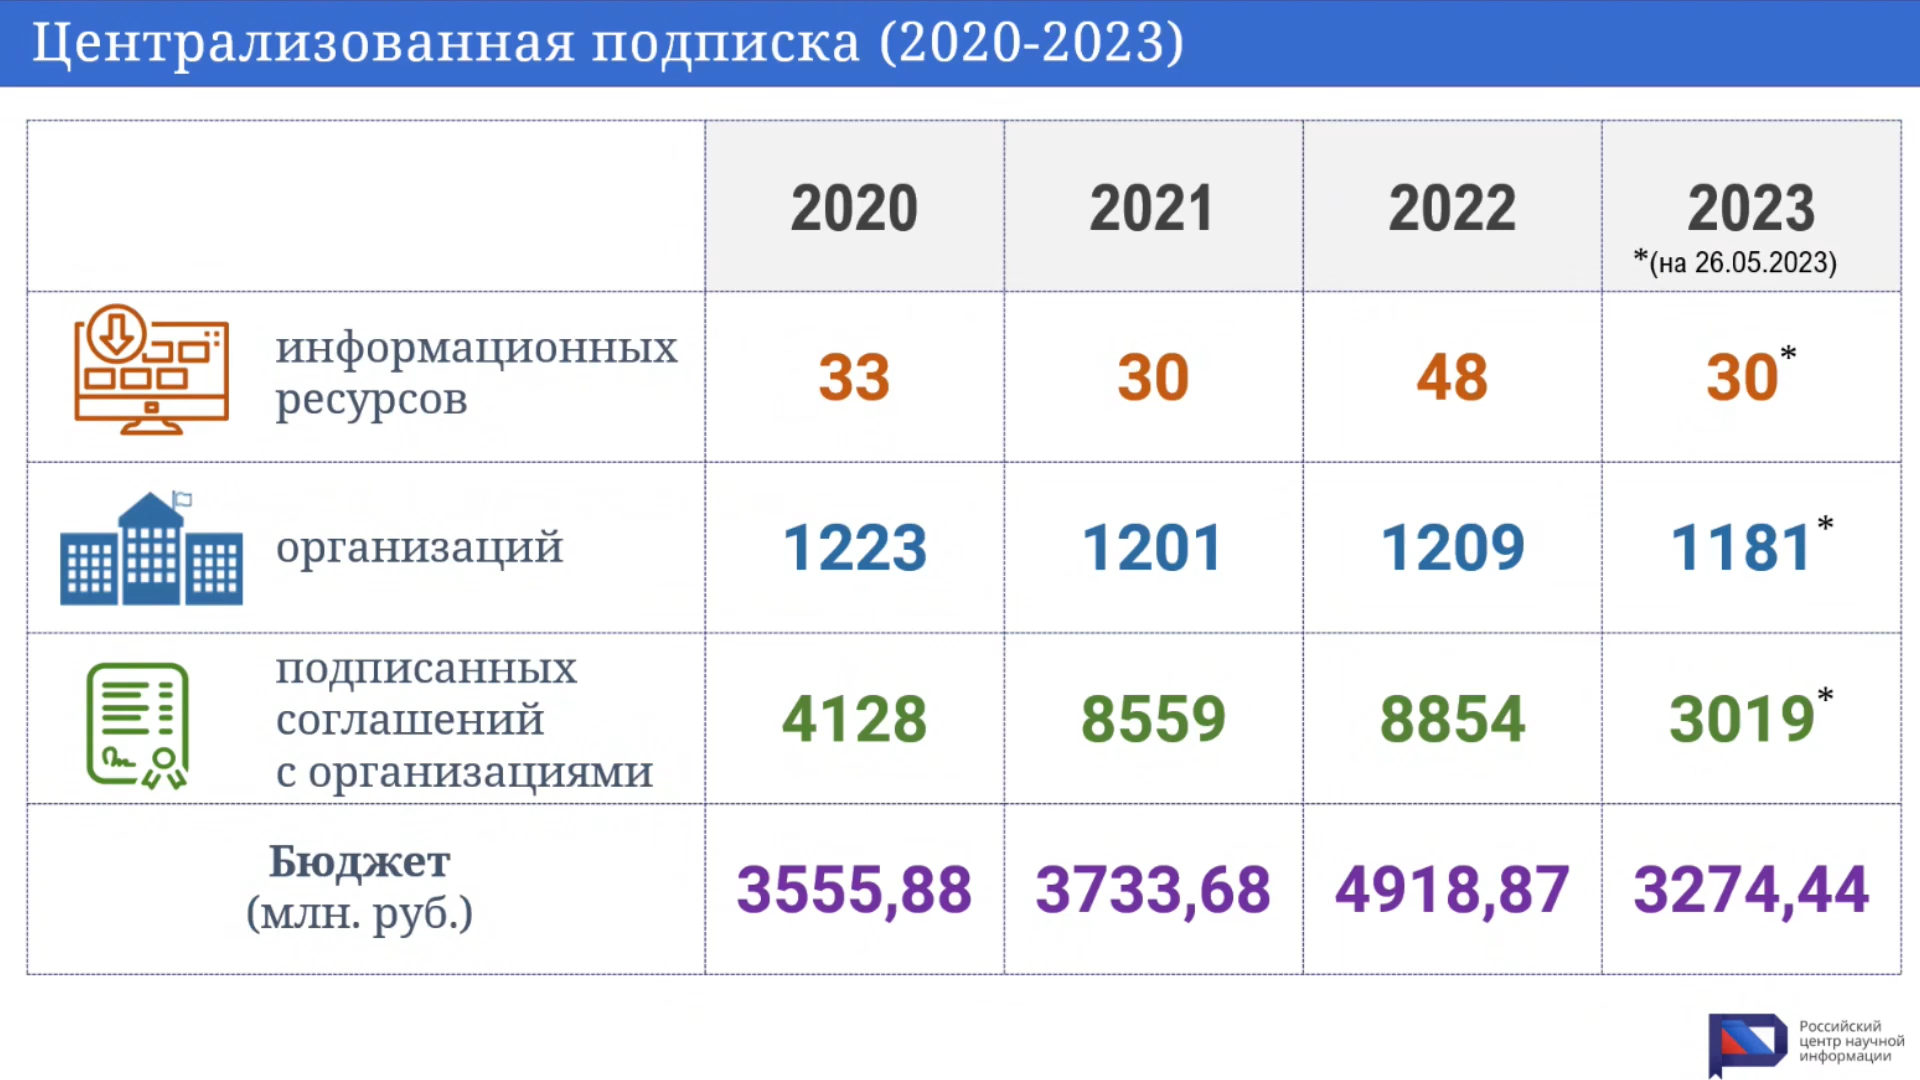 Централизованная подписка (2020-2023)
2020 2021 2022 2023
*(на 26.05.2023)
информационных
ресурсов
33 30 48 30*
организаций
1223 1201 1209 1181*
подписанных
соглашений
с организациями
4128 8559 8854 3019*
Бюджет
(млн. руб.)
3555,88 3733,68 4918,87 3274,44
Российский
центр научной
информации